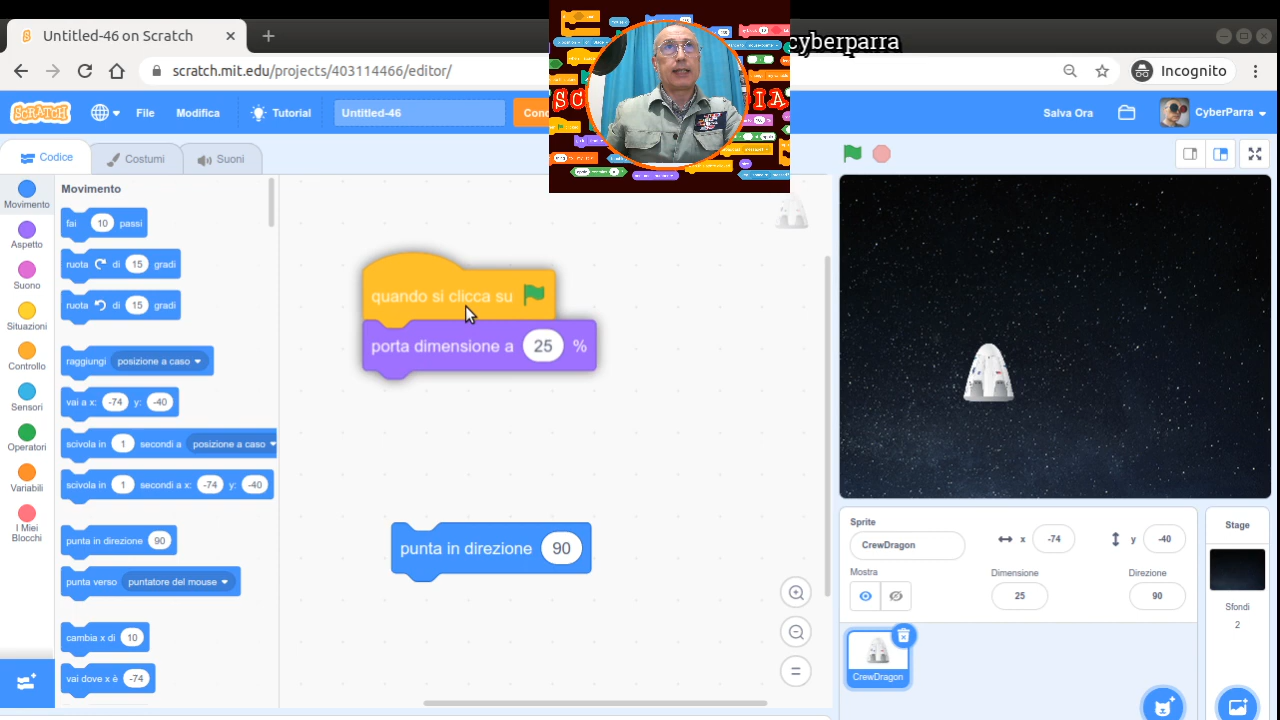 Untitled-46 on Scratch
cyberparra
scratch.mit.edu/projects/403114466/editor/
Incognito
SCRATCH
File
Modifica
Tutorial
Untitled-46
Salva Ora
CyberParra
Codice
Costumi
Suoni
Movimento
Aspetto
Suono
Situazioni
Controllo
Sensori
Operatori
Variabili
I Miei
Blocchi
Movimento
fai 10 passi
ruota di 15 gradi
ruota di 15 gradi
raggiungi posizione a caso
vai a x: -74 y: -40
scivola in 1 secondi a posizione a caso
scivola in 1 secondi a x: -74 y: -40
punta in direzione 90
punta verso puntatore del mouse
cambia x di 10
vai dove x è -74
quando si clicca su
porta dimensione a 25 %
punta in direzione 90
Sprite
CrewDragon
x -74
y -40
Mostra
Dimensione
25
Direzione
90
CrewDragon
Stage
Sfondi
2